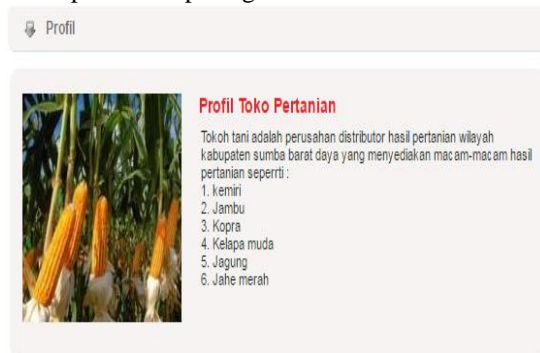 Profil
Profil Toko Pertanian
Tokoh tani adalah perusahan distributor hasil pertanian wilayah
kabupaten sumba barat daya yang menyediakan macam-macam hasil
pertanian seperrti :
1. kemiri
2. Jambu
3. Kopra
4. Kelapa muda
5. Jagung
6. Jahe merah